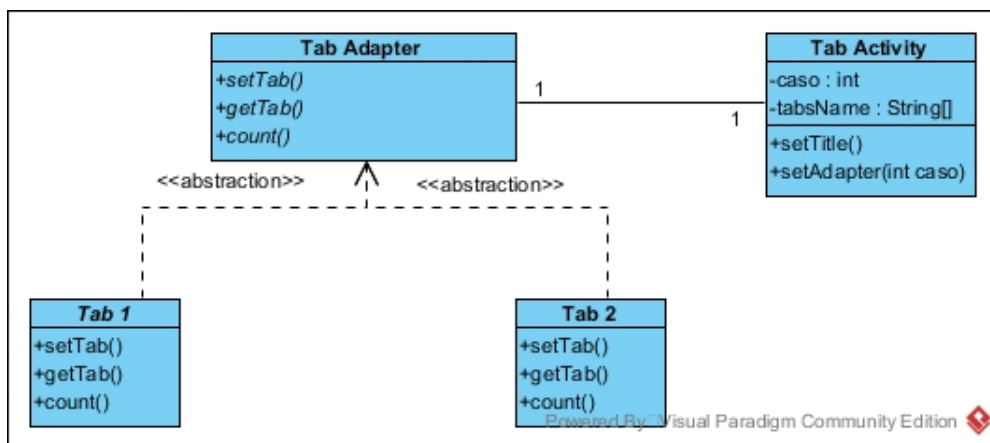 Tab Adapter
+setTab()
+getTab()
+count()
Tab Activity
-caso : int
-tabsName : String[]
+setTitle()
+setAdapter(int caso)
1
1
<<abstraction>>
<<abstraction>>
Tab 1
+setTab()
+getTab()
+count()
Tab 2
+setTab()
+getTab()
+count()
Powered By Visual Paradigm Community Edition